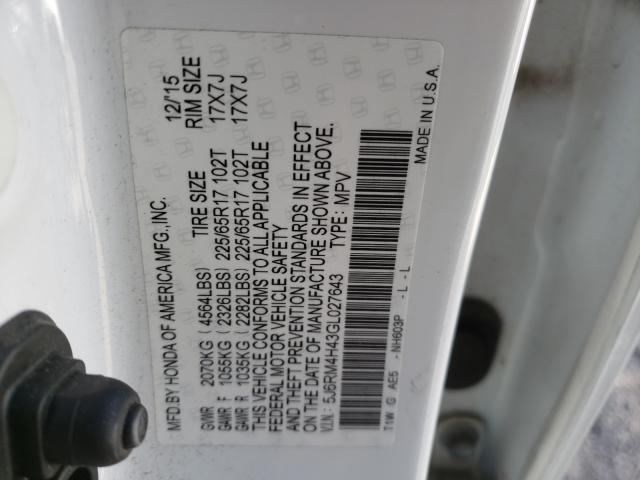 MFD.BY HONDA OF AMERICA MFG.,INC. 12/15
TIRE SIZE RIM SIZE
GVWR 2070KG (4564LBS)
GAWR F 1055KG (2326LBS) 225/65R17 102T 17X7J
GAWR R 1035KG (2282LBS) 225/65R17 102T 17X7J
THIS VEHICLE CONFORMS TO ALL APPLICABLE
FEDERAL MOTOR VEHICLE SAFETY
AND THEFT PREVENTION STANDARDS IN EFFECT
ON THE DATE OF MANUFACTURE SHOWN ABOVE.
V.I.N.: 5J6RM4H43GL027643 TYPE: MPV
T1W G AE5 -NH603P -L -L MADE IN U.S.A.